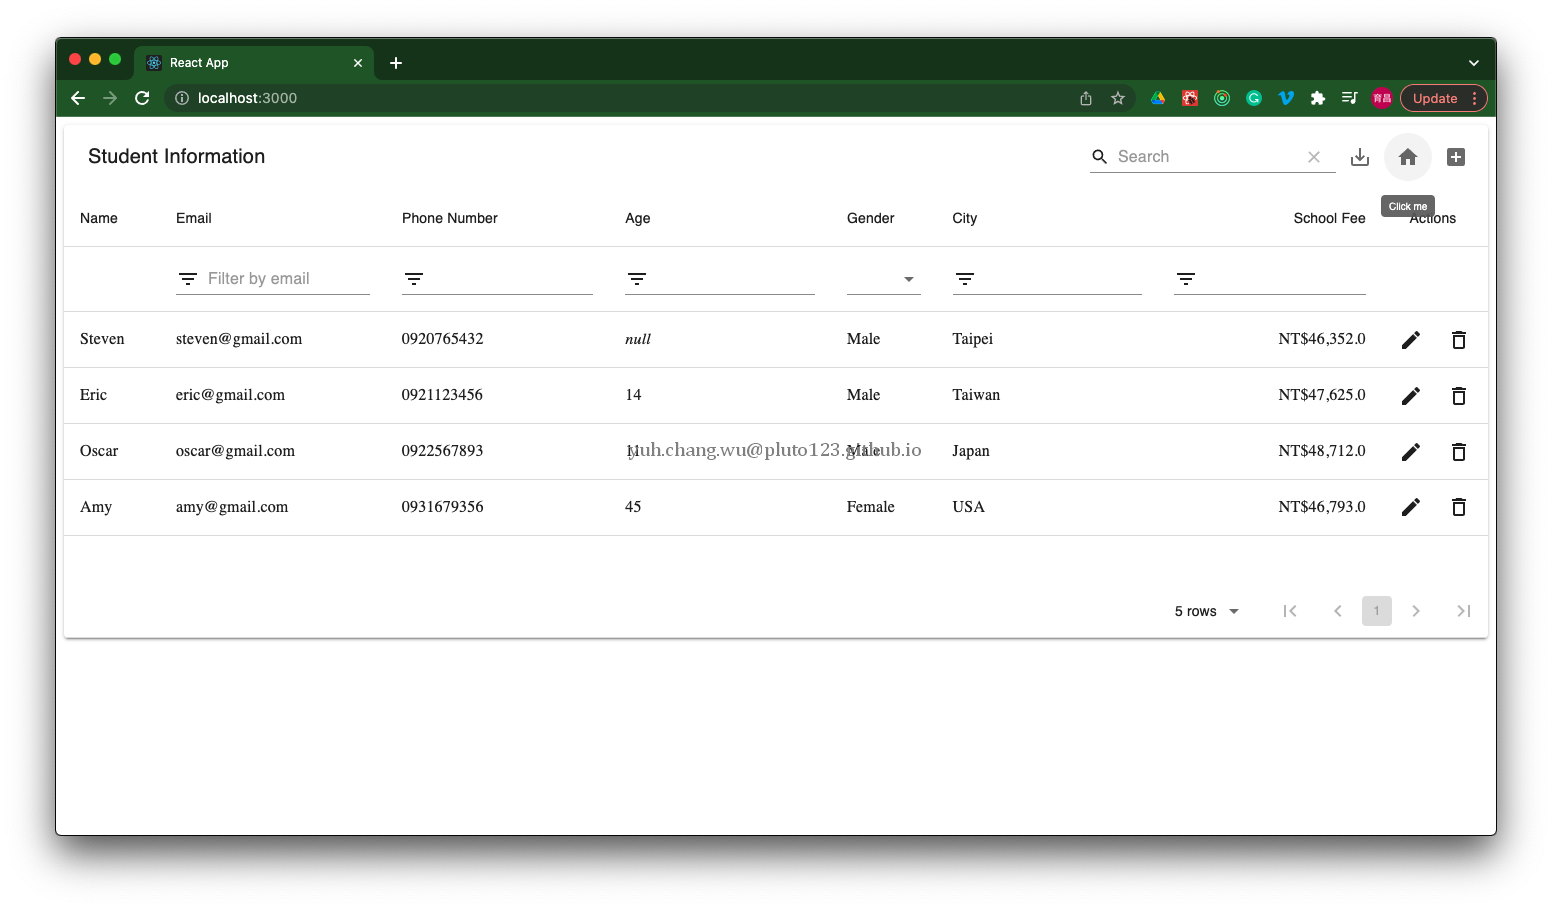 React App
localhost:3000
育昌
Update
Student Information
Search
Click me
Name Email Phone Number Age Gender City School Fee Actions
Filter by email
Steven steven@gmail.com 0920765432 null Male Taipei NT$46,352.0
Eric eric@gmail.com 0921123456 14 Male Taiwan NT$47,625.0
Oscar oscar@gmail.com 0922567893 11 Male Japan NT$48,712.0
yuh.chang.wu@pluto123.github.io
Amy amy@gmail.com 0931679356 45 Female USA NT$46,793.0
5 rows 1